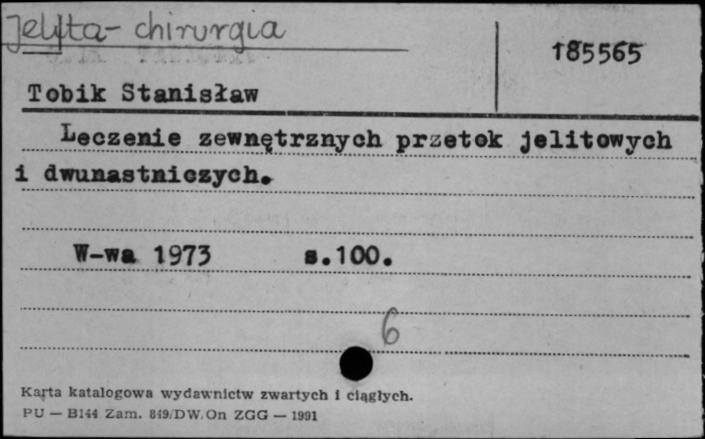 Jelita - chirurgia
185565
Tobik Stanisław
Leczenie zewnętrznych przetok jelitowych
i dwunastniczych.
W-wa 1973 s.100.
6
Karta katalogowa wydawnictw zwartych i ciągłych.
PU — B144 Zam. 849/DW.On ZGG — 1991